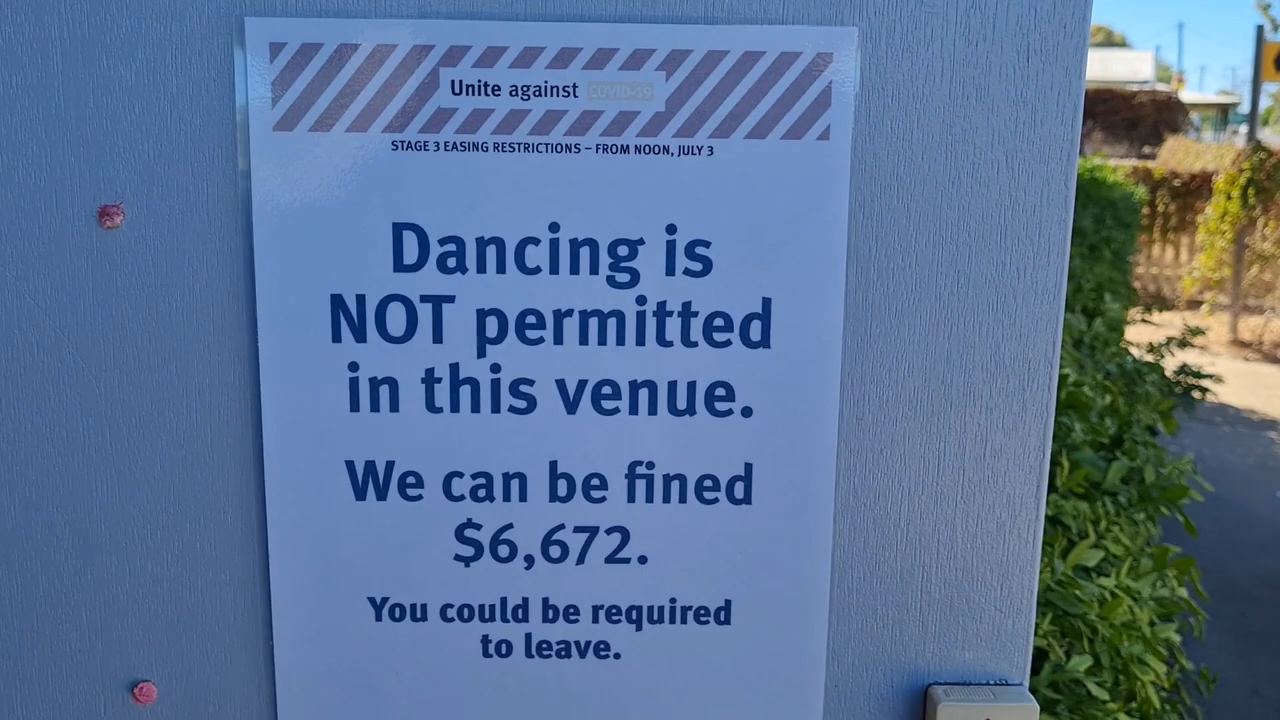 Unite against COVID-19
STAGE 3 EASING RESTRICTIONS – FROM NOON, JULY 3
Dancing is
NOT permitted
in this venue.
We can be fined
$6,672.
You could be required
to leave.